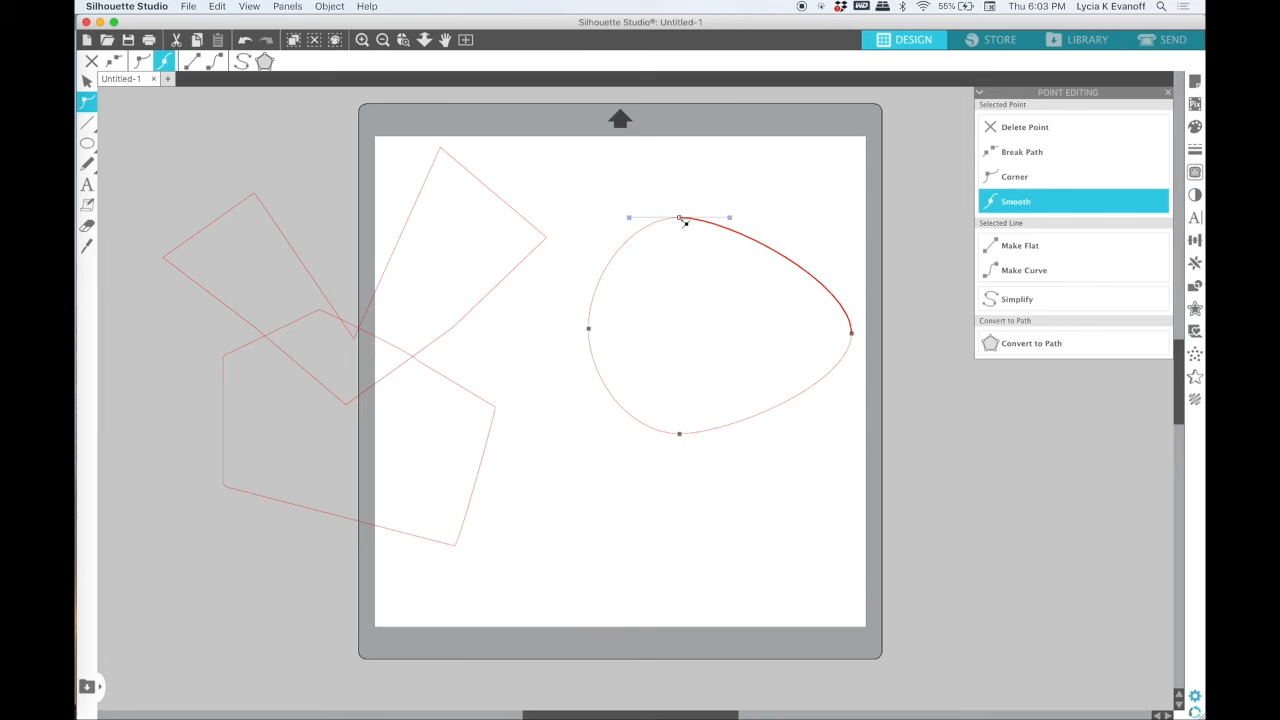 Silhouette Studio File Edit View Panels Object Help
55% Thu 6:03 PM Lycia K Evanoff
Silhouette Studio®: Untitled-1
DESIGN STORE LIBRARY SEND
Untitled-1
POINT EDITING
Selected Point
Delete Point
Break Path
Corner
Smooth
Selected Line
Make Flat
Make Curve
Simplify
Convert to Path
Convert to Path